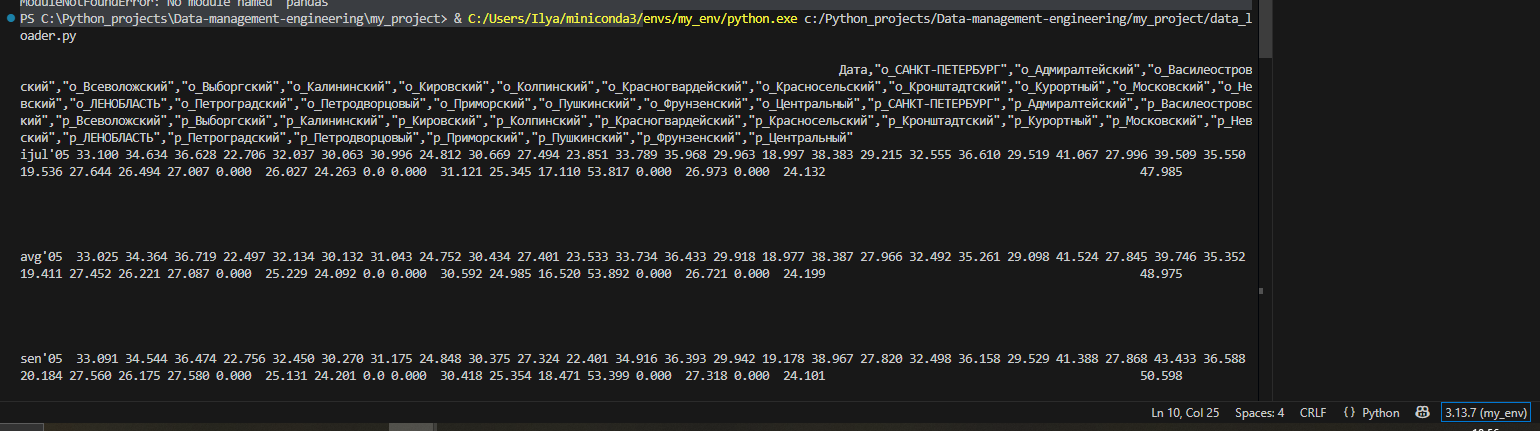 ModuleNotFoundError: No module named 'pandas'
PS C:\Python_projects\Data-management-engineering\my_project> & C:/Users/Ilya/miniconda3/envs/my_env/python.exe c:/Python_projects/Data-management-engineering/my_project/data_l
oader.py
Дата,"о_САНКТ-ПЕТЕРБУРГ","о_Адмиралтейский","о_Василеостров
ский","о_Всеволожский","о_Выборгский","о_Калининский","о_Кировский","о_Колпинский","о_Красногвардейский","о_Красносельский","о_Кронштадтский","о_Курортный","о_Московский","о_Не
вский","о_ЛЕНОБЛАСТЬ","о_Петроградский","о_Петродворцовый","о_Приморский","о_Пушкинский","о_Фрунзенский","о_Центральный","р_САНКТ-ПЕТЕРБУРГ","р_Адмиралтейский","р_Василеостровс
кий","р_Всеволожский","р_Выборгский","р_Калининский","р_Кировский","р_Колпинский","р_Красногвардейский","р_Красносельский","р_Кронштадтский","р_Курортный","р_Московский","р_Нев
ский","р_ЛЕНОБЛАСТЬ","р_Петроградский","р_Петродворцовый","р_Приморский","р_Пушкинский","р_Фрунзенский","р_Центральный"
ijul'05 33.100 34.634 36.628 22.706 32.037 30.063 30.996 24.812 30.669 27.494 23.851 33.789 35.968 29.963 18.997 38.383 29.215 32.555 36.610 29.519 41.067 27.996 39.509 35.550
19.536 27.644 26.494 27.007 0.000 26.027 24.263 0.0 0.000 31.121 25.345 17.110 53.817 0.000 26.973 0.000 24.132 47.985
avg'05 33.025 34.364 36.719 22.497 32.134 30.132 31.043 24.752 30.434 27.401 23.533 33.734 36.433 29.918 18.977 38.387 27.966 32.492 35.261 29.098 41.524 27.845 39.746 35.352
19.411 27.452 26.221 27.087 0.000 25.229 24.092 0.0 0.000 30.592 24.985 16.520 53.892 0.000 26.721 0.000 24.199 48.975
sen'05 33.091 34.544 36.474 22.756 32.450 30.270 31.175 24.848 30.375 27.324 22.401 34.916 36.393 29.942 19.178 38.967 27.820 32.498 36.158 29.529 41.388 27.868 43.433 36.588
20.184 27.560 26.175 27.580 0.000 25.131 24.201 0.0 0.000 30.418 25.354 18.471 53.399 0.000 27.318 0.000 24.101 50.598
Ln 10, Col 25 Spaces: 4 CRLF {} Python 3.13.7 (my_env)